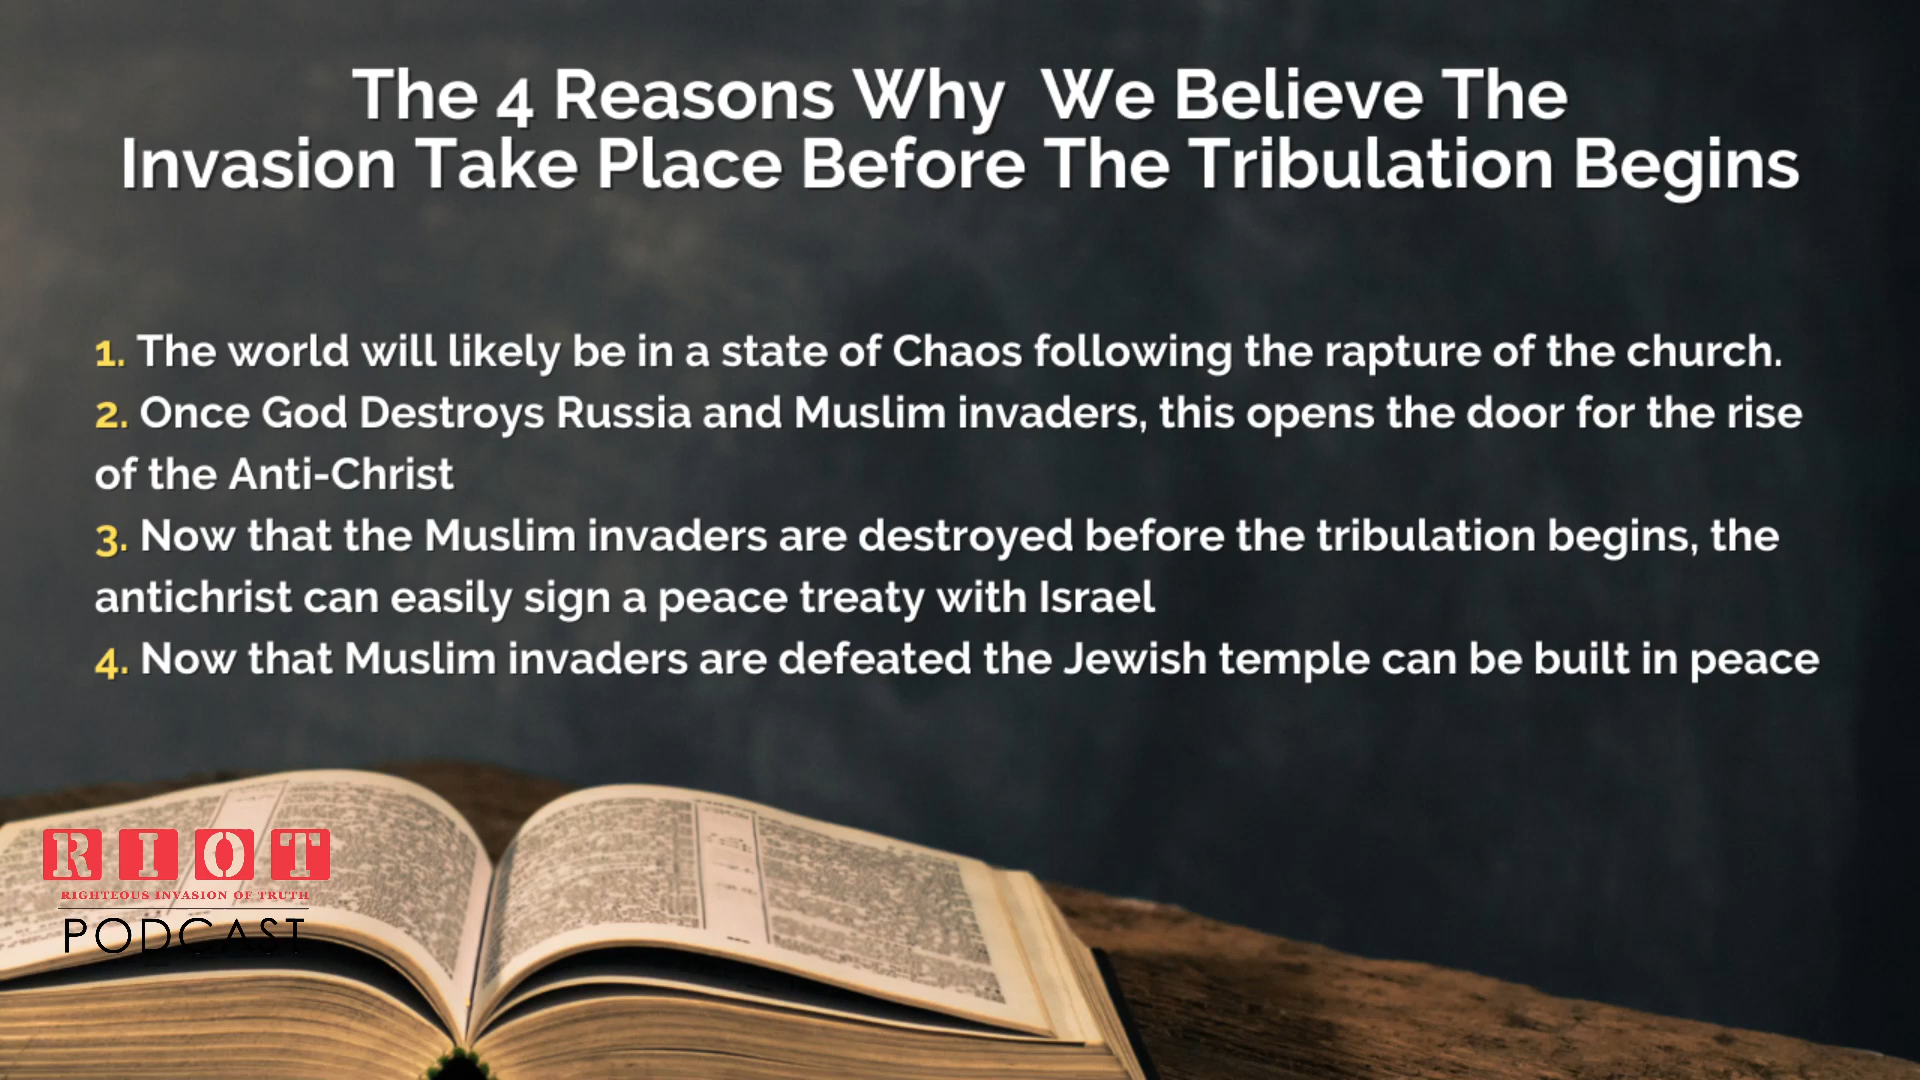 The 4 Reasons Why We Believe The
Invasion Take Place Before The Tribulation Begins
1. The world will likely be in a state of Chaos following the rapture of the church.
2. Once God Destroys Russia and Muslim invaders, this opens the door for the rise
of the Anti-Christ
3. Now that the Muslim invaders are destroyed before the tribulation begins, the
antichrist can easily sign a peace treaty with Israel
4. Now that Muslim invaders are defeated the Jewish temple can be built in peace
RIOT
RIGHTEOUS INVASION OF TRUTH
PODCAST